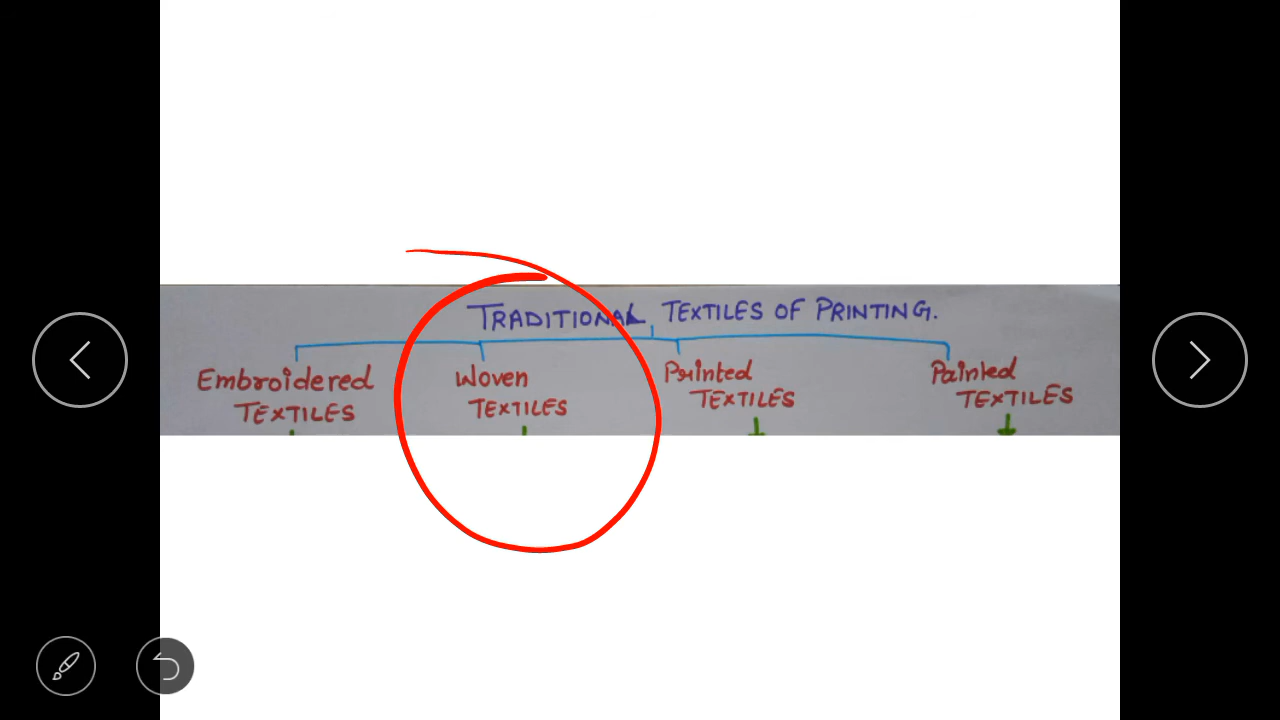 TRADITIONAL TEXTILES OF PRINTING.
Embroidered
TEXTILES
Woven
TEXTILES
Printed
TEXTILES
Painted
TEXTILES